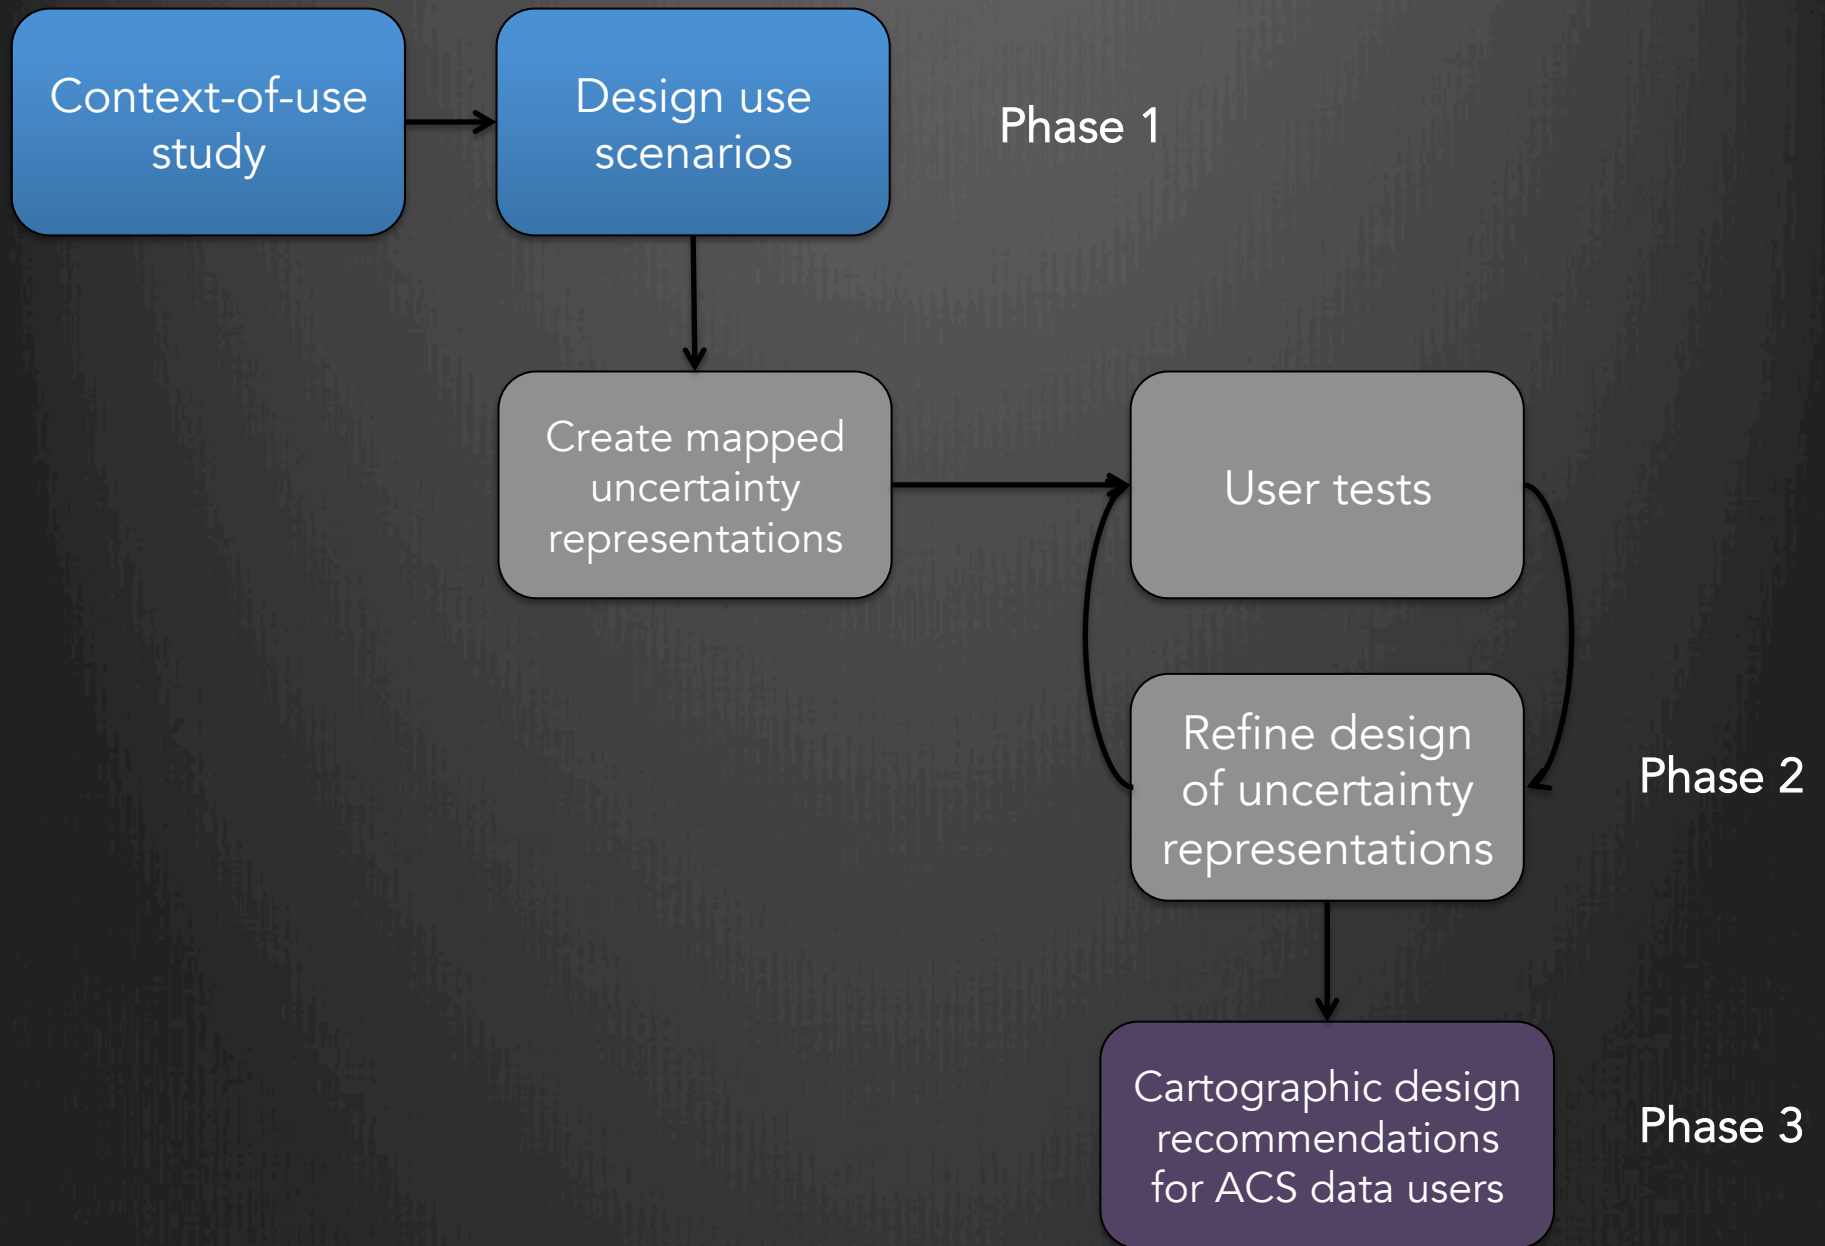 Context-of-use
study
Design use
scenarios
Phase 1
Create mapped
uncertainty
representations
User tests
Refine design
of uncertainty
representations
Phase 2
Cartographic design
recommendations
for ACS data users
Phase 3